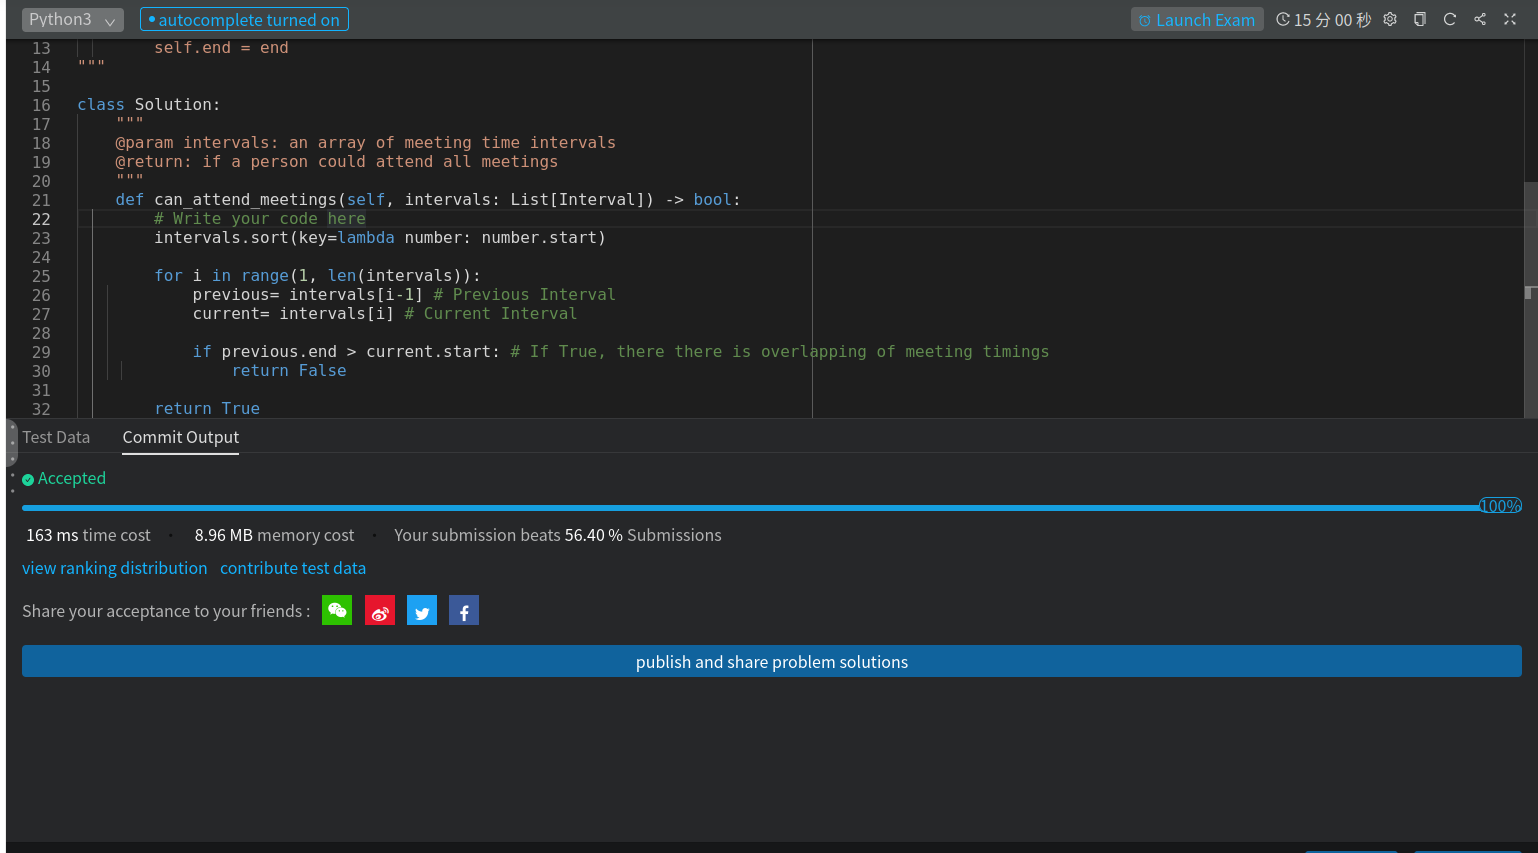 Python3 autocomplete turned on Launch Exam 15 分 00 秒
13 self.end = end
14 """
15
16 class Solution:
17 """
18 @param intervals: an array of meeting time intervals
19 @return: if a person could attend all meetings
20 """
21 def can_attend_meetings(self, intervals: List[Interval]) -> bool:
22 # Write your code here
23 intervals.sort(key=lambda number: number.start)
24
25 for i in range(1, len(intervals)):
26 previous= intervals[i-1] # Previous Interval
27 current= intervals[i] # Current Interval
28
29 if previous.end > current.start: # If True, there there is overlapping of meeting timings
30 return False
31
32 return True
Test Data Commit Output
Accepted
100%
163 ms time cost · 8.96 MB memory cost · Your submission beats 56.40 % Submissions
view ranking distribution contribute test data
Share your acceptance to your friends :
publish and share problem solutions